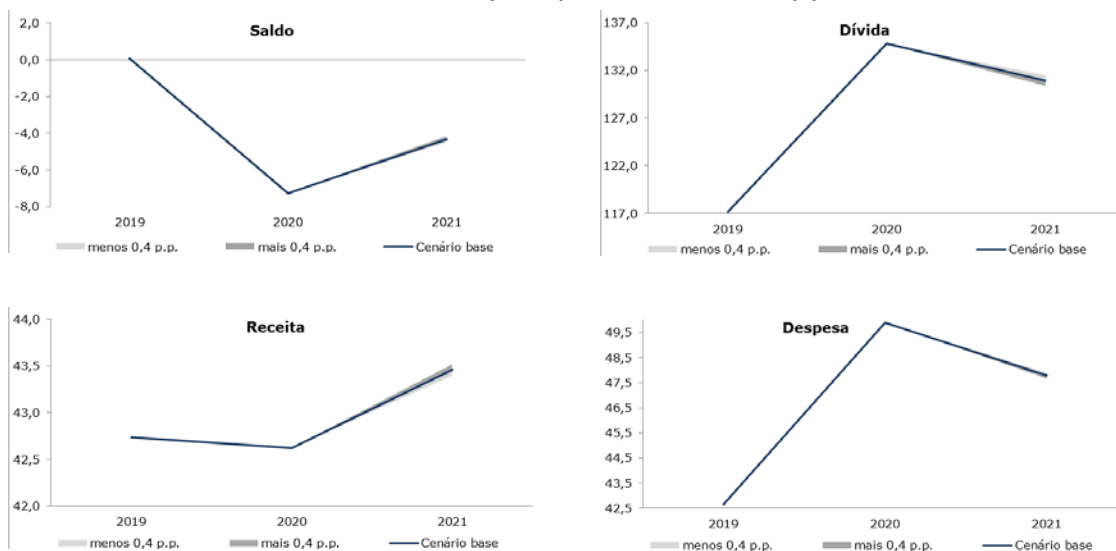 Saldo
2,0
0,0
-2,0
-4,0
-6,0
-8,0
2019
2020
2021
menos 0,4 p.p.
mais 0,4 p.p.
Cenário base
Dívida
137,0
132,0
127,0
122,0
117,0
2019
2020
2021
menos 0,4 p.p.
mais 0,4 p.p.
Cenário base
Receita
44,0
43,5
43,0
42,5
42,0
2019
2020
2021
menos 0,4 p.p.
mais 0,4 p.p.
Cenário base
Despesa
49,5
48,5
47,5
46,5
45,5
44,5
43,5
42,5
2019
2020
2021
menos 0,4 p.p.
mais 0,4 p.p.
Cenário base